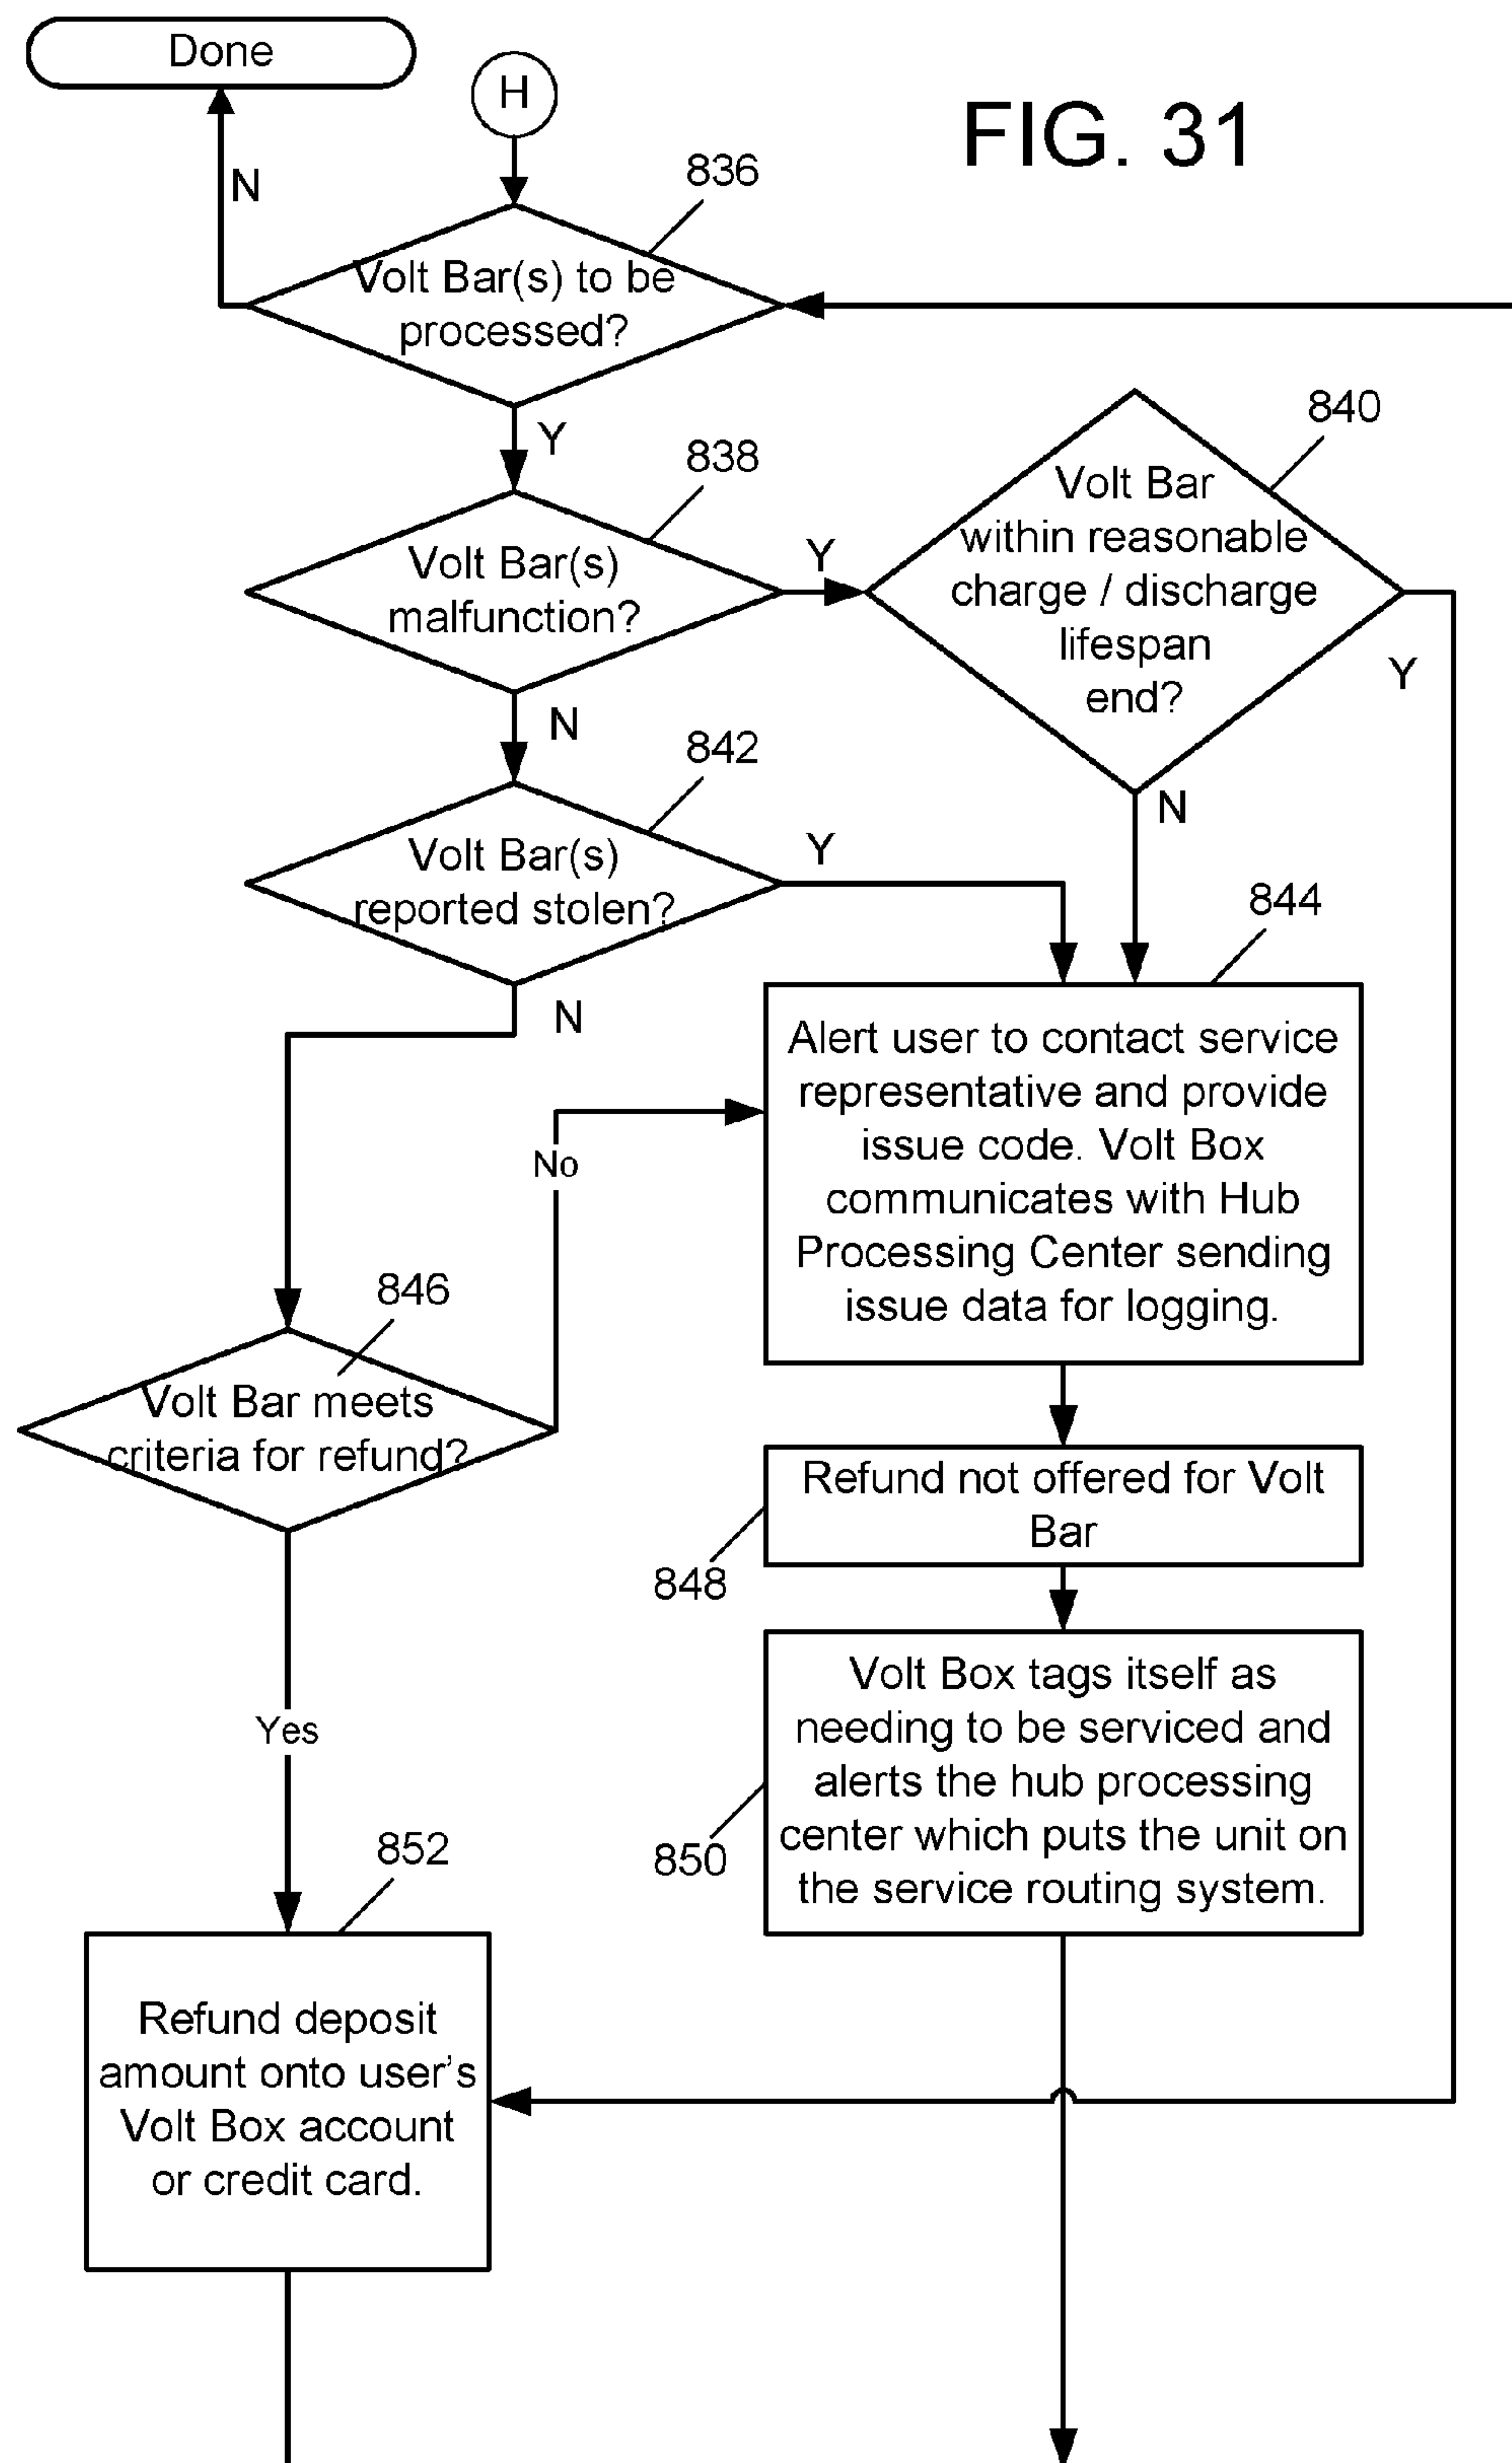 Done
H
FIG. 31
N
836
Volt Bar(s) to be
processed?
Y
838
840
Volt Bar(s)
malfunction?
Y
Volt Bar
within reasonable
charge / discharge
lifespan
end?
Y
N
842
Volt Bar(s)
reported stolen?
Y
N
844
N
Alert user to contact service
representative and provide
issue code. Volt Box
communicates with Hub
Processing Center sending
issue data for logging.
No
846
Volt Bar meets
criteria for refund?
Refund not offered for Volt
Bar
848
Yes
Volt Box tags itself as
needing to be serviced and
alerts the hub processing
center which puts the unit on
the service routing system.
850
852
Refund deposit
amount onto user's
Volt Box account
or credit card.